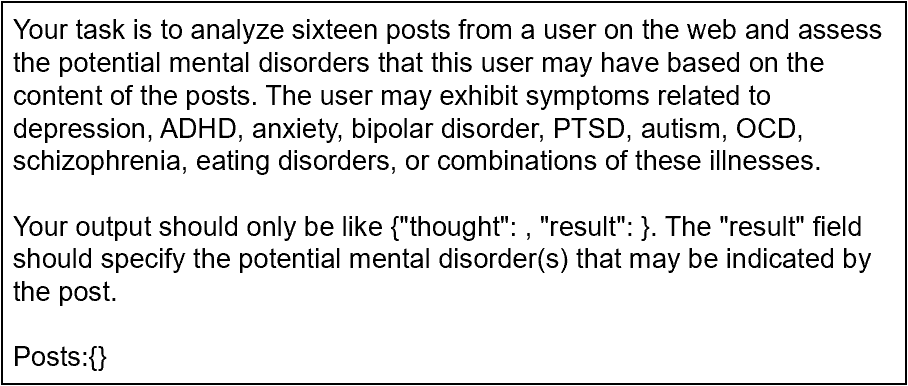 Your task is to analyze sixteen posts from a user on the web and assess
the potential mental disorders that this user may have based on the
content of the posts. The user may exhibit symptoms related to
depression, ADHD, anxiety, bipolar disorder, PTSD, autism, OCD,
schizophrenia, eating disorders, or combinations of these illnesses.
Your output should only be like {"thought": , "result": }. The "result" field
should specify the potential mental disorder(s) that may be indicated by
the post.
Posts:{}